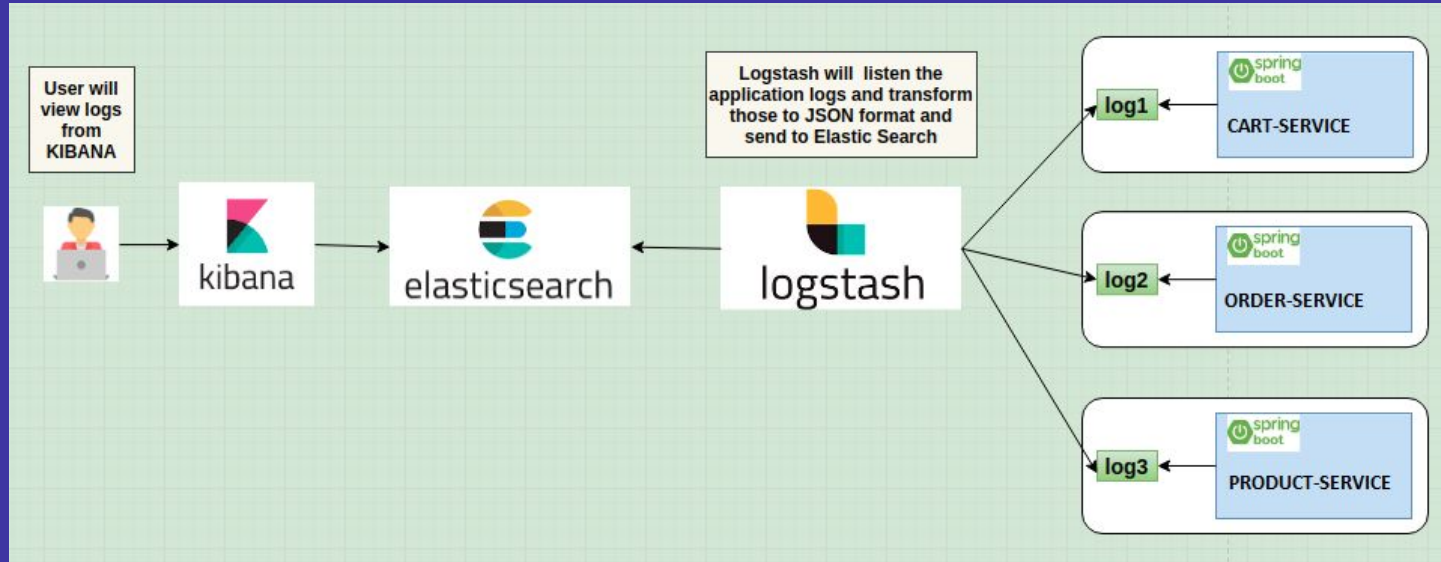 User will
view logs
from
KIBANA
kibana
elasticsearch
Logstash will listen the
application logs and transform
those to JSON format and
send to Elastic Search
logstash
log1
spring
boot
CART-SERVICE
log2
spring
boot
ORDER-SERVICE
log3
spring
boot
PRODUCT-SERVICE